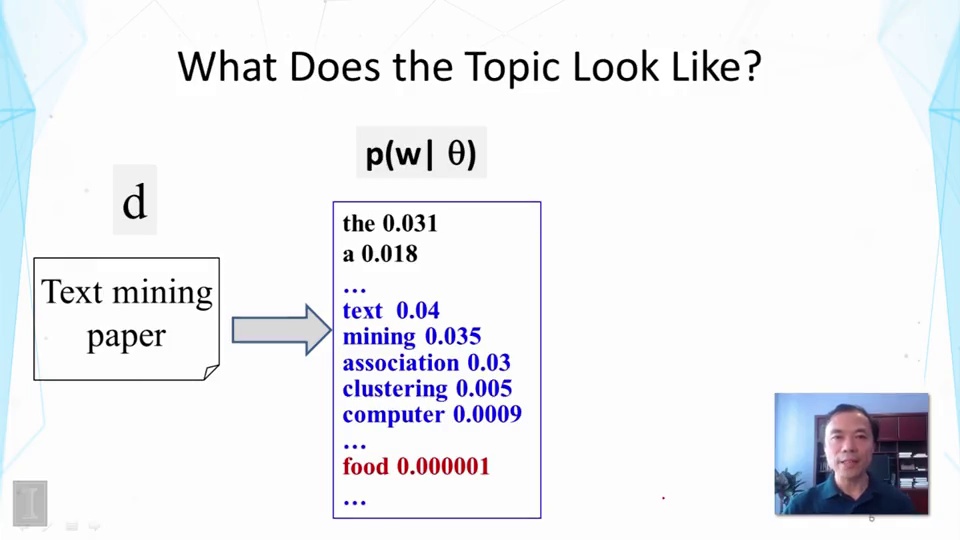 What Does the Topic Look Like?
p(w| θ)
d
Text mining
paper
the 0.031
a 0.018
...
text 0.04
mining 0.035
association 0.03
clustering 0.005
computer 0.0009
...
food 0.000001
...
I
6